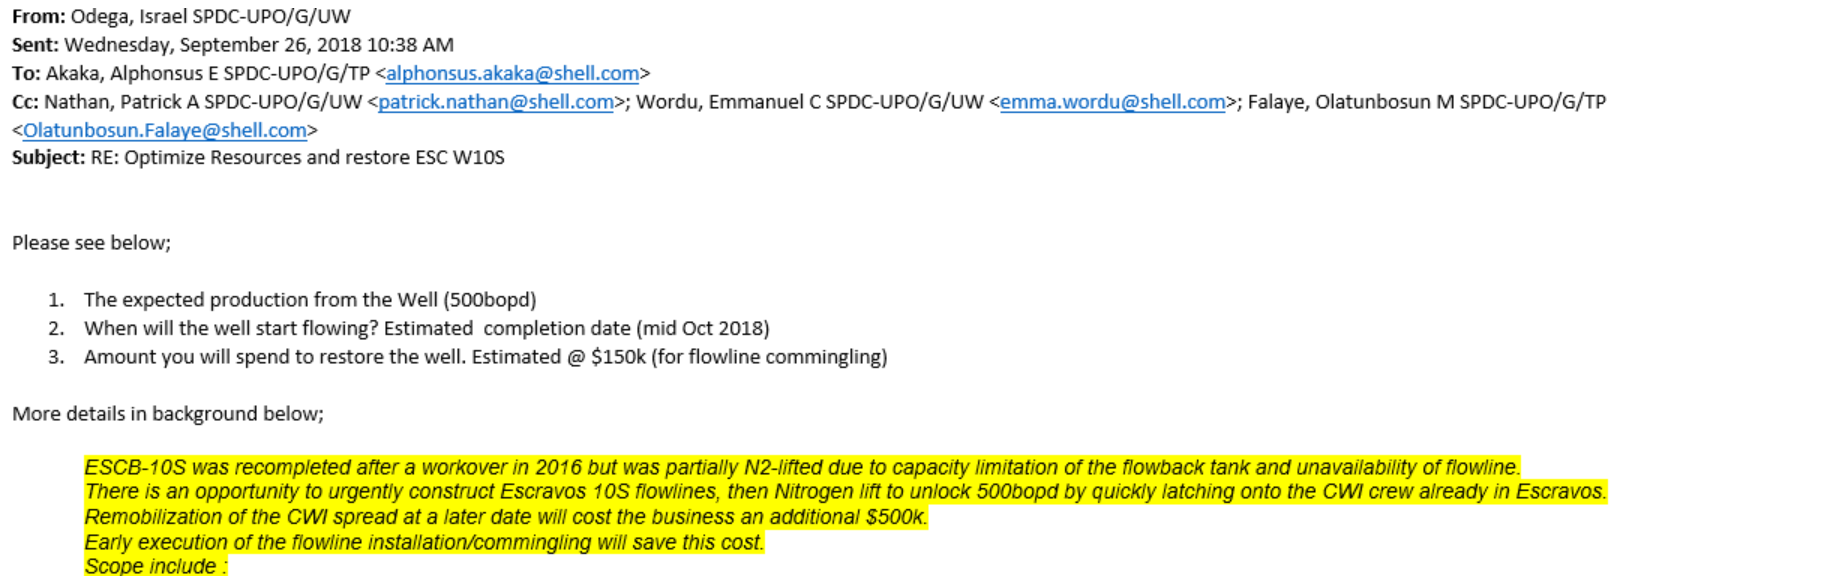 From: Odega, Israel SPDC-UPO/G/UW
Sent: Wednesday, September 26, 2018 10:38 AM
To: Akaka, Alphonsus E SPDC-UPO/G/TP <alphonsus.akaka@shell.com>
Cc: Nathan, Patrick A SPDC-UPO/G/UW <patrick.nathan@shell.com>; Wordu, Emmanuel C SPDC-UPO/G/UW <emma.wordu@shell.com>; Falaye, Olatunbosun M SPDC-UPO/G/TP
<Olatunbosun.Falaye@shell.com>
Subject: RE: Optimize Resources and restore ESC W10S
Please see below;
1. The expected production from the Well (500bopd)
2. When will the well start flowing? Estimated  completion date (mid Oct 2018)
3. Amount you will spend to restore the well. Estimated @ $150k (for flowline commingling)
More details in background below;
ESCB-10S was recompleted after a workover in 2016 but was partially N2-lifted due to capacity limitation of the flowback tank and unavailability of flowline.
There is an opportunity to urgently construct Escravos 10S flowlines, then Nitrogen lift to unlock 500bopd by quickly latching onto the CWI crew already in Escravos.
Remobilization of the CWI spread at a later date will cost the business an additional $500k.
Early execution of the flowline installation/commingling will save this cost.
Scope include :